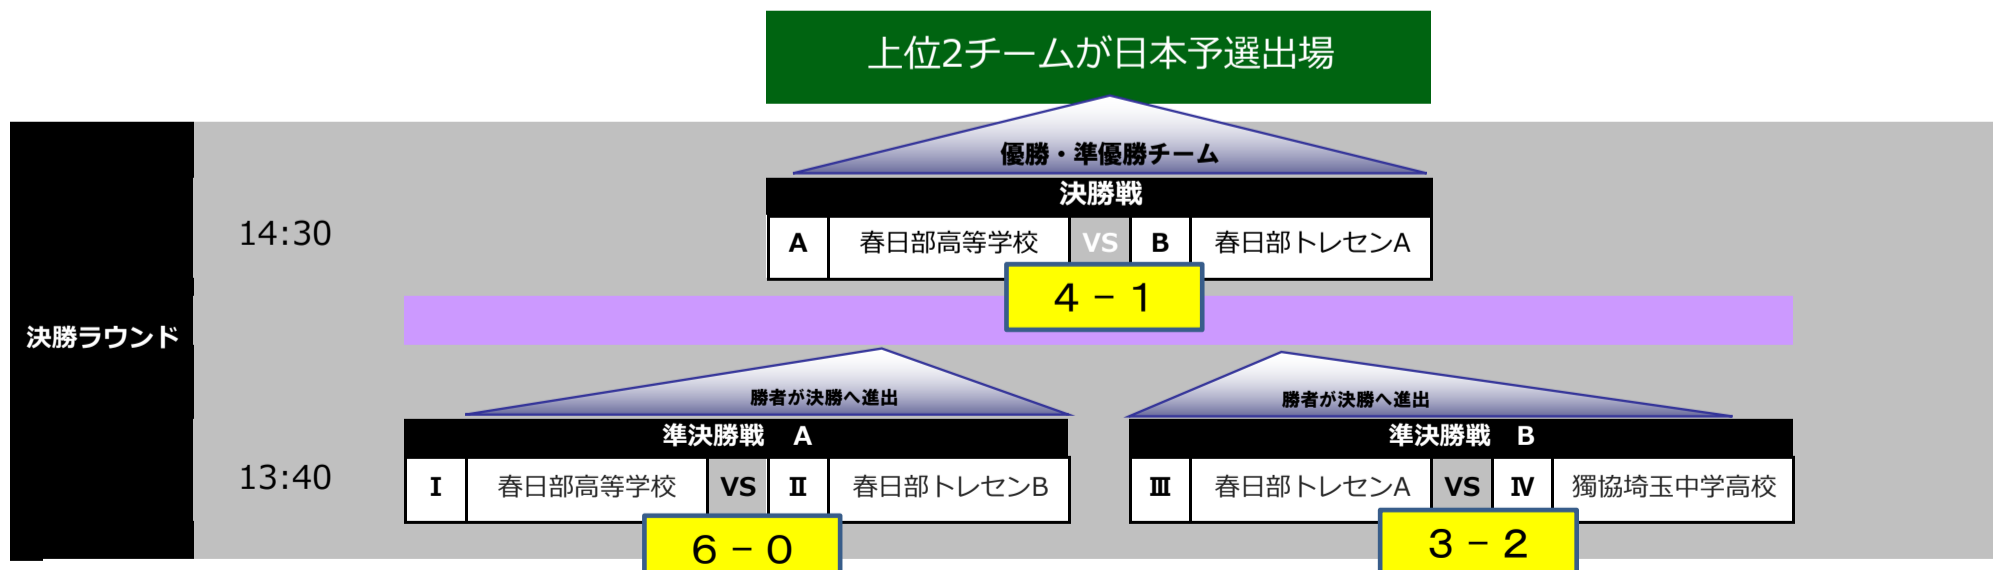 上位2チームが日本予選出場
優勝・準優勝チーム
決勝戦
14:30
A 春日部高等学校 VS B 春日部トレセンA
4 - 1
決勝ラウンド
勝者が決勝へ進出 勝者が決勝へ進出
準決勝戦 A 準決勝戦 B
13:40
Ⅰ 春日部高等学校 VS Ⅱ 春日部トレセンB Ⅲ 春日部トレセンA VS Ⅳ 獨協埼玉中学高校
6 - 0 3 - 2